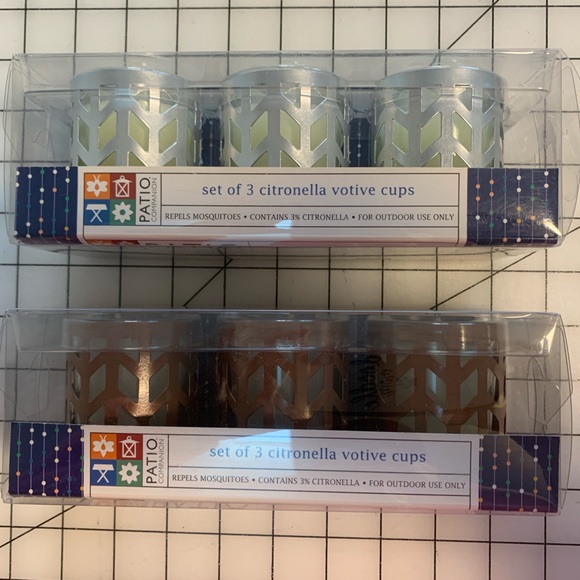 PATIO
COMPANION
set of 3 citronella votive cups
REPELS MOSQUITOES • CONTAINS 3% CITRONELLA • FOR OUTDOOR USE ONLY
PATIO
COMPANION
set of 3 citronella votive cups
REPELS MOSQUITOES • CONTAINS 3% CITRONELLA • FOR OUTDOOR USE ONLY